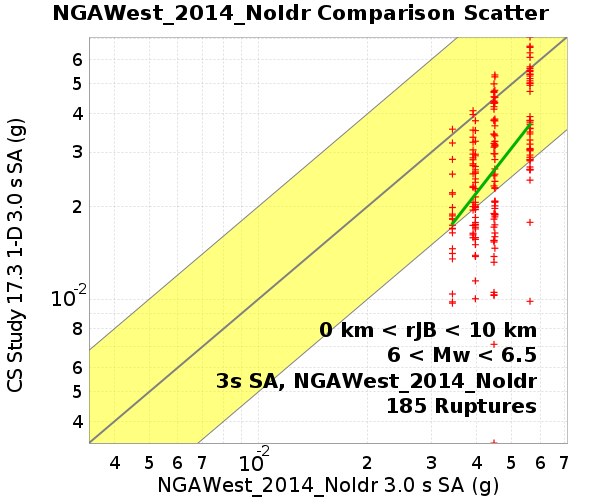 NGAWest_2014_NoIdr Comparison Scatter
CS Study 17.3 1-D 3.0 s SA (g)
6
5
4
3
2
10-2
8
6
5
4
0 km < rJB < 10 km
6 < Mw < 6.5
3s SA, NGAWest_2014_NoIdr
185 Ruptures
4 5 6 7 10-2 2 3 4 5 6 7
NGAWest_2014_NoIdr 3.0 s SA (g)